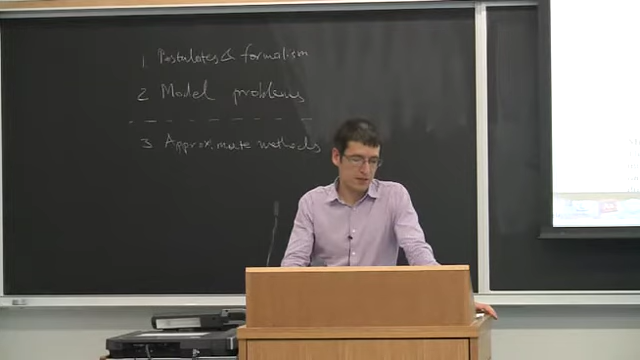 1 Postulates & formalism
2 Model problems
3 Approximate methods